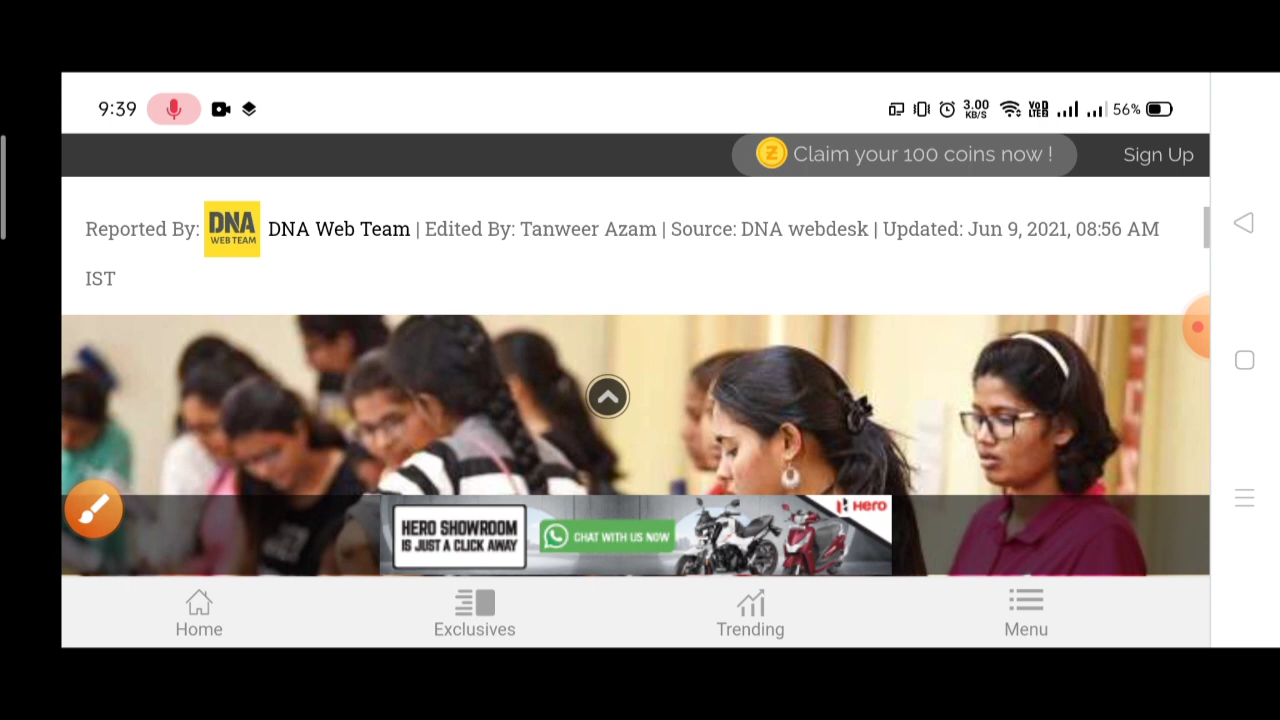 9:39
3.00
KB/S
VoD
LTE2
56%
Claim your 100 coins now !
Sign Up
Reported By: DNA WEB TEAM DNA Web Team | Edited By: Tanweer Azam | Source: DNA webdesk | Updated: Jun 9, 2021, 08:56 AM
IST
HERO SHOWROOM
IS JUST A CLICK AWAY
CHAT WITH US NOW
Hero
Home
Exclusives
Trending
Menu